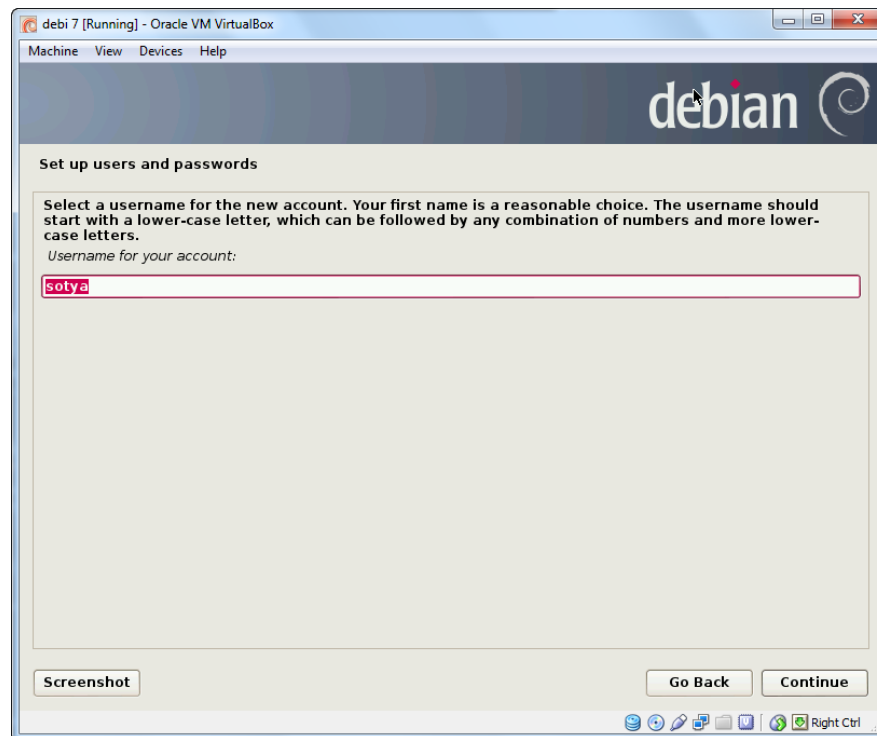 debi 7 [Running] - Oracle VM VirtualBox
Machine View Devices Help
debian
Set up users and passwords
Select a username for the new account. Your first name is a reasonable choice. The username should
start with a lower-case letter, which can be followed by any combination of numbers and more lower-
case letters.
Username for your account:
sotya
Screenshot Go Back Continue
Right Ctrl